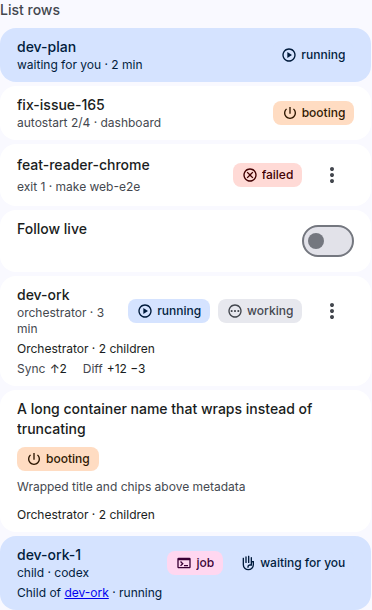 List rows
dev-plan
waiting for you · 2 min
running
fix-issue-165
autostart 2/4 · dashboard
booting
feat-reader-chrome
exit 1 · make web-e2e
failed
Follow live
dev-ork
orchestrator · 3
min
running
working
Orchestrator · 2 children
Sync ↑2 Diff +12 −3
A long container name that wraps instead of
truncating
booting
Wrapped title and chips above metadata
Orchestrator · 2 children
dev-ork-1
child · codex
job
waiting for you
Child of dev-ork · running